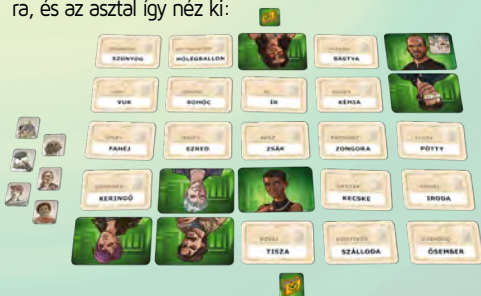 ra, és az asztal így néz ki:
SZÚNYOG HŐLÉGBALLON BÁSTYA
VUK BOHÓC ÍR KÉMIA
FAHÉJ EZRED ZSÁK ZONGORA PÖTTY
KERINGŐ KECSKE IRODA
TISZA SZÁLLODA ŐSEMBER